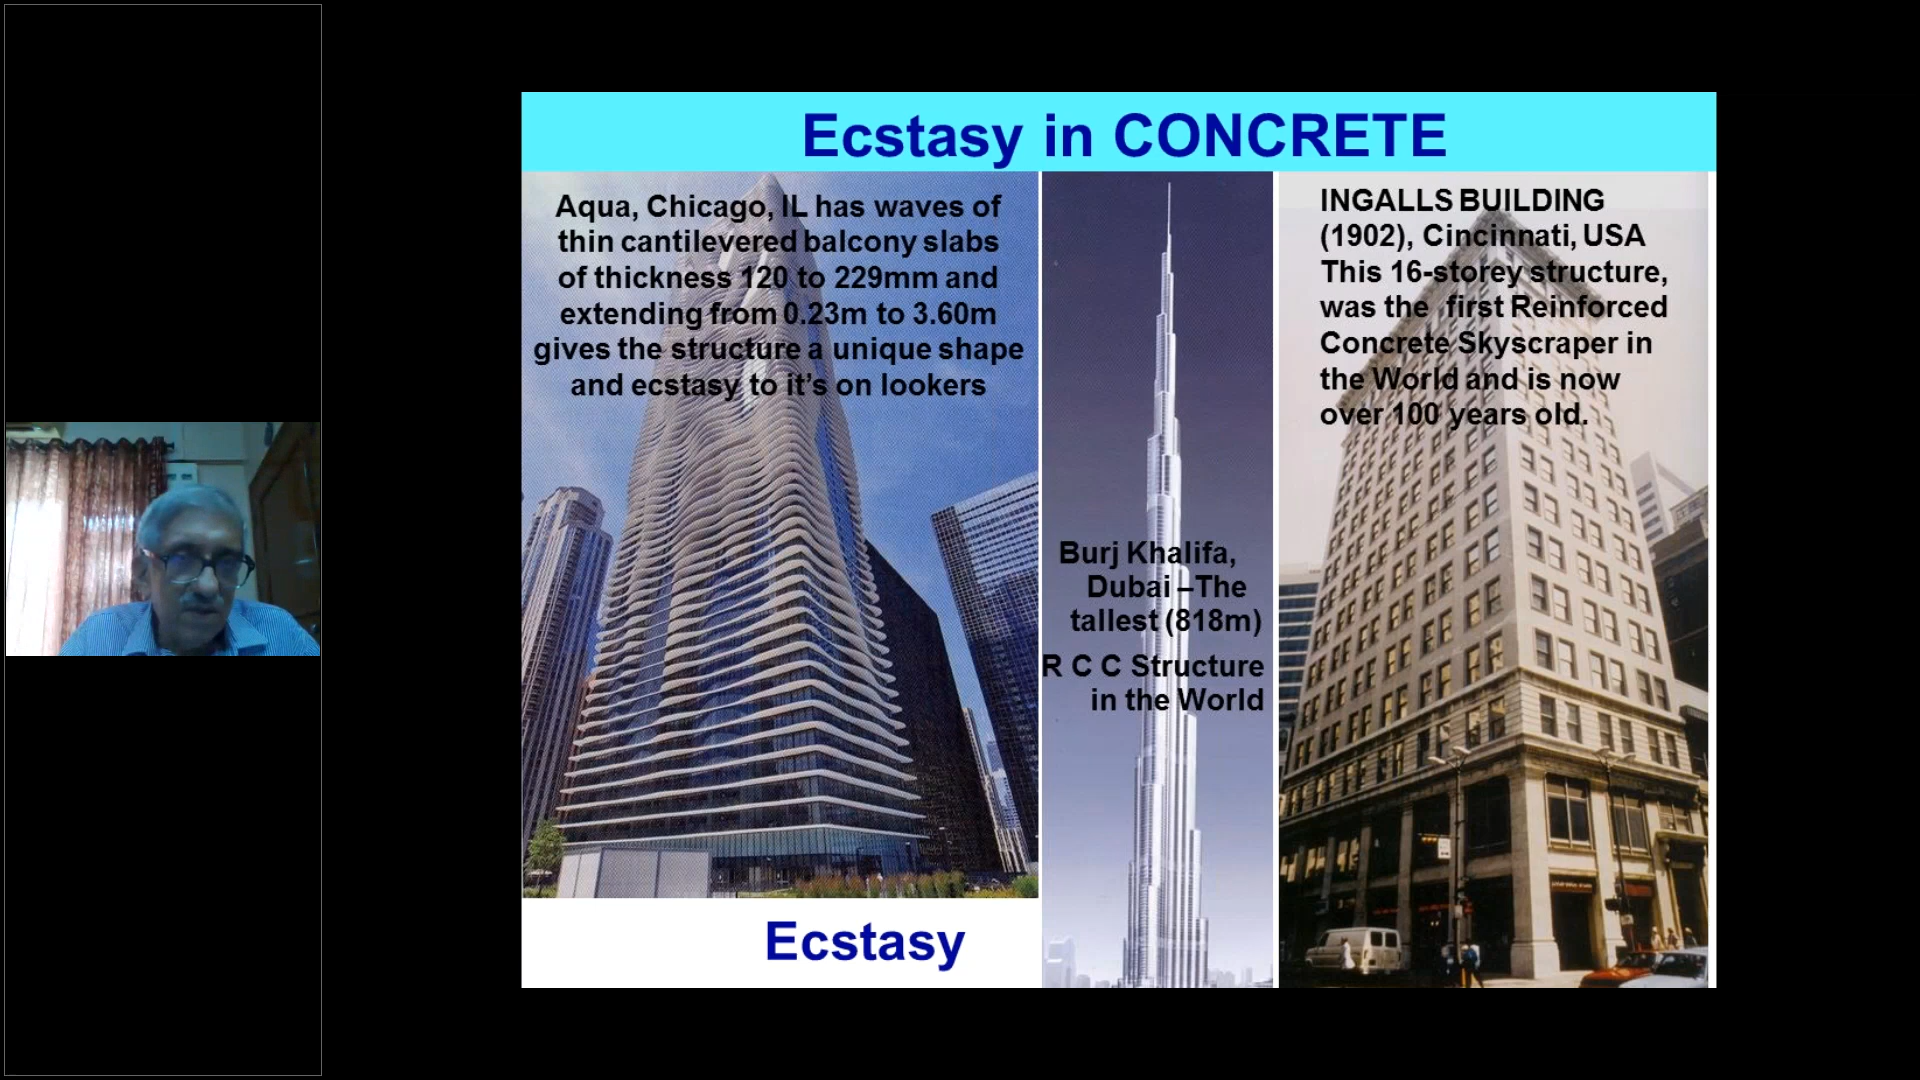 Ecstasy in CONCRETE
Aqua, Chicago, IL has waves of
thin cantilevered balcony slabs
of thickness 120 to 229mm and
extending from 0.23m to 3.60m
gives the structure a unique shape
and ecstasy to it’s on lookers
Ecstasy
Burj Khalifa,
Dubai –The
tallest (818m)
R C C Structure
in the World
INGALLS BUILDING
(1902), Cincinnati, USA
This 16-storey structure,
was the first Reinforced
Concrete Skyscraper in
the World and is now
over 100 years old.